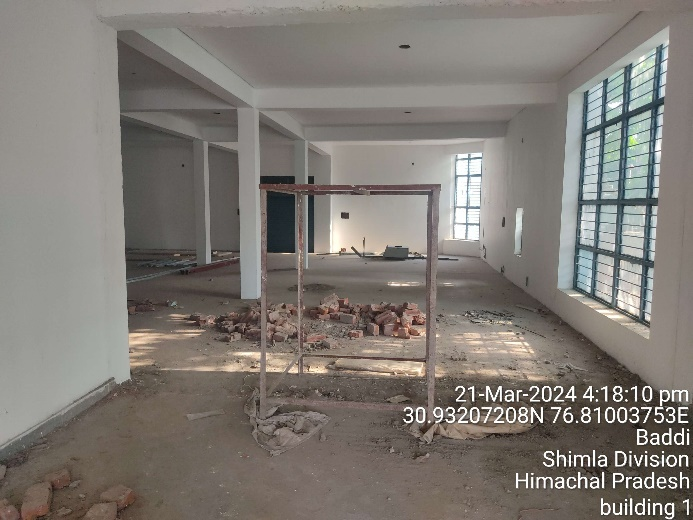 21-Mar-2024 4:18:10 pm
30.93207208N 76.81003753E
Baddi
Shimla Division
Himachal Pradesh
building 1